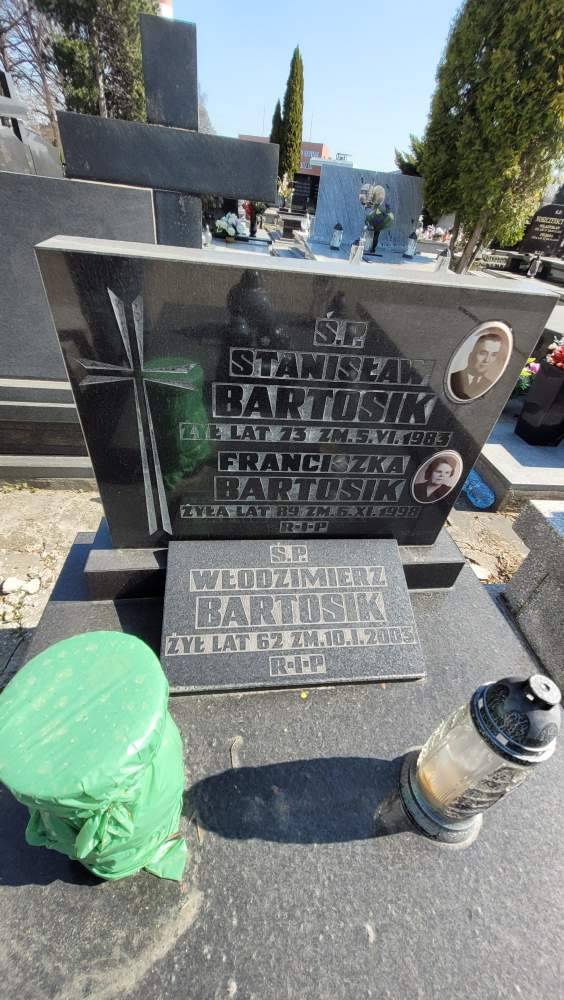 Ś.P.
STANISŁAW
BARTOSIK
ŻYŁ LAT 73 ZM. 5.VI.1983
FRANCISZKA
BARTOSIK
ŻYŁA LAT 89 ZM. 6.XI.1998
R·I·P
Ś.P.
WŁODZIMIERZ
BARTOSIK
ŻYŁ LAT 62 ZM. 10.I.2003
R·I·P